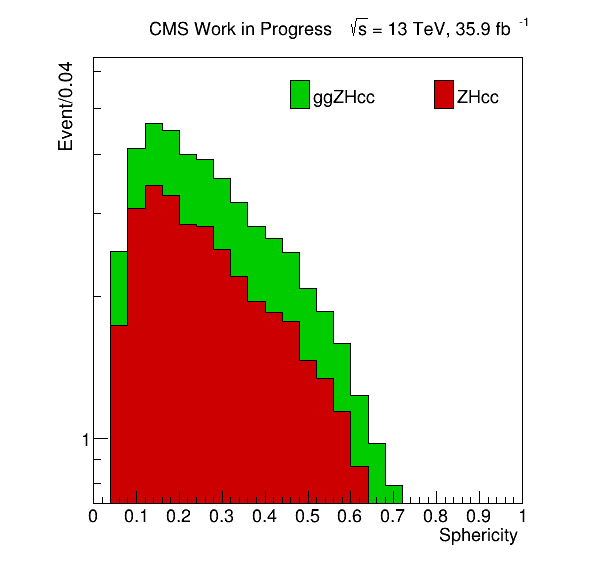 CMS Work in Progress √s = 13 TeV, 35.9 fb⁻¹
Event/0.04
ggZHcc ZHcc
1
0 0.1 0.2 0.3 0.4 0.5 0.6 0.7 0.8 0.9 1
Sphericity